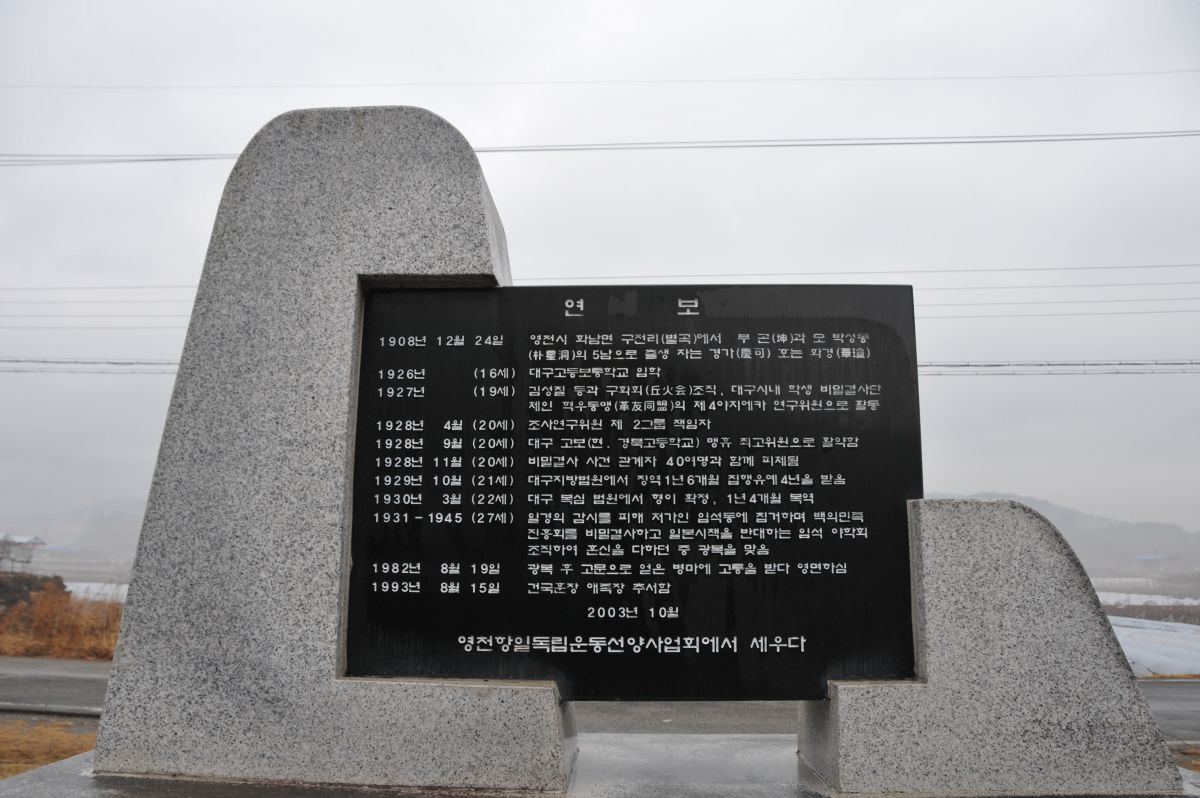 연 보
1908년 12월 24일 영천시 화남면 구전리(별곡)에서 부 곤(坤)과 모 박성동
(朴星洞)의 5남으로 출생 자는 경가(慶可) 호는 화경(華瓊)
1926년 (16세) 대구고등보통학교 입학
1927년 (19세) 김성질 등과 구화회(丘火会)조직, 대구시내 학생 비밀결사단
체인 혁우동맹(革友同盟)의 제4야지에카 연구위원으로 활동
1928년 4월 (20세) 조사연구위원 제 2그룹 책임자
1928년 9월 (20세) 대구 고보(현. 경북고등학교) 맹휴 최고위원으로 활약함
1928년 11월 (20세) 비밀결사 사건 관계자 40여명과 함께 피체됨
1929년 10월 (21세) 대구지방법원에서 징역1년6개월 집행유예4년을 받음
1930년 3월 (22세) 대구 복심 법원에서 형이 확정, 1년4개월 복역
1931-1945 (27세) 일경의 감시를 피해 처가인 입석동에 침거하며 백의민족
진흥회를 비밀결사하고 일본시책을 반대하는 입석 야학회
조직하여 혼신을 다하던 중 광복을 맞음
1982년 8월 19일 광복 후 고문으로 얻은 병마에 고통을 받다 영면하심
1993년 8월 15일 건국훈장 애족장 추서함
2003년 10월
영천항일독립운동선양사업회에서 세우다